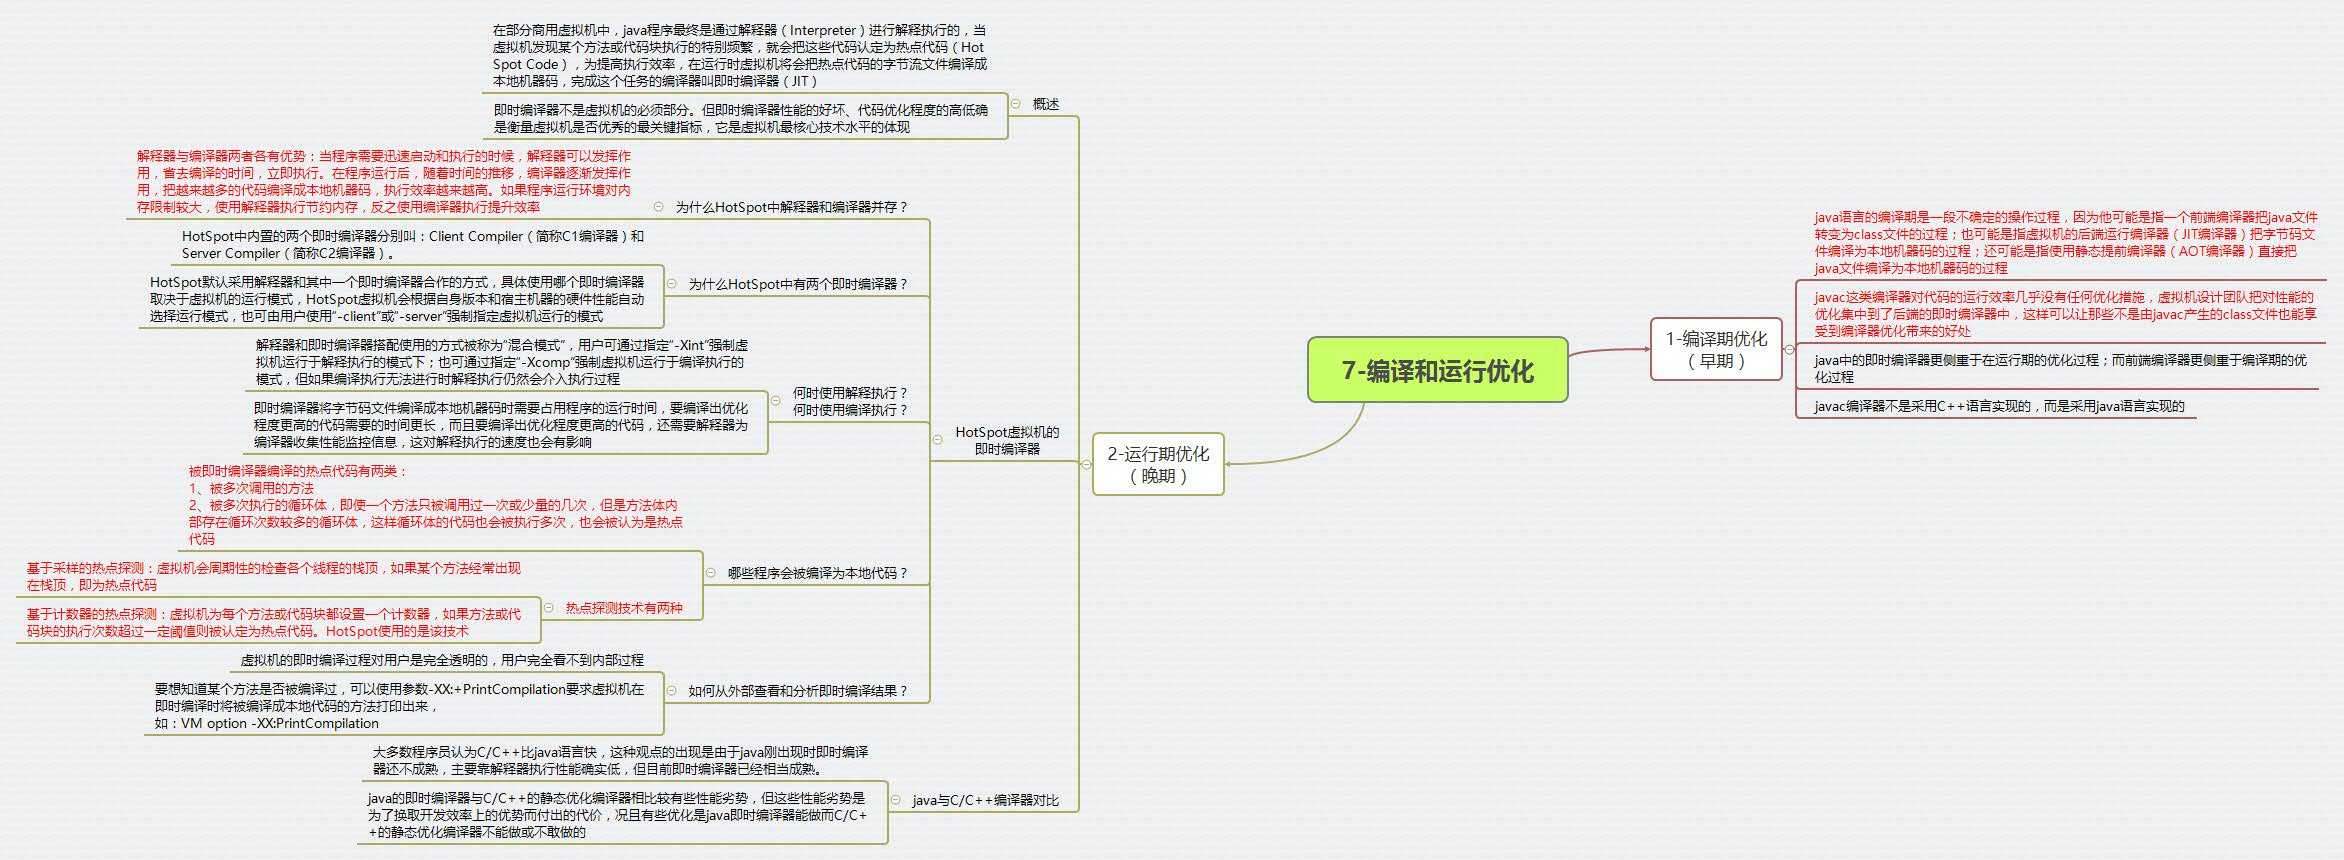 7-编译和运行优化
1-编译期优化
（早期）
java语言的编译期是一段不确定的操作过程，因为他可能是指一个前端编译器把java文件
转变为class文件的过程；也可能是指虚拟机的后端运行编译器（JIT编译器）把字节码文
件编译为本地机器码的过程；还可能是指使用静态提前编译器（AOT编译器）直接把
java文件编译为本地机器码的过程
javac这类编译器对代码的运行效率几乎没有任何优化措施，虚拟机设计团队把对性能的
优化集中到了后端的即时编译器中，这样可以让那些不是由javac产生的class文件也能享
受到编译器优化带来的好处
java中的即时编译器更侧重于在运行期的优化过程；而前端编译器更侧重于编译期的优
化过程
javac编译器不是采用C++语言实现的，而是采用java语言实现的
2-运行期优化
（晚期）
概述
在部分商用虚拟机中，java程序最终是通过解释器（Interpreter）进行解释执行的，当
虚拟机发现某个方法或代码块执行的特别频繁，就会把这些代码认定为热点代码（Hot
Spot Code），为提高执行效率，在运行时虚拟机将会把热点代码的字节流文件编译成
本地机器码，完成这个任务的编译器叫即时编译器（JIT）
即时编译器不是虚拟机的必须部分。但即时编译器性能的好坏、代码优化程度的高低确
是衡量虚拟机是否优秀的最关键指标，它是虚拟机最核心技术水平的体现
HotSpot虚拟机的
即时编译器
为什么HotSpot中解释器和编译器并存？
解释器与编译器两者各有优势：当程序需要迅速启动和执行的时候，解释器可以发挥作
用，省去编译的时间，立即执行。在程序运行后，随着时间的推移，编译器逐渐发挥作
用，把越来越多的代码编译成本地机器码，执行效率越来越高。如果程序运行环境对内
存限制较大，使用解释器执行节约内存，反之使用编译器执行提升效率
为什么HotSpot中有两个即时编译器？
HotSpot中内置的两个即时编译器分别叫：Client Compiler（简称C1编译器）和
Server Compiler（简称C2编译器）。
HotSpot默认采用解释器和其中一个即时编译器合作的方式，具体使用哪个即时编译器
取决于虚拟机的运行模式，HotSpot虚拟机会根据自身版本和宿主机器的硬件性能自动
选择运行模式，也可由用户使用“-client”或“-server”强制指定虚拟机运行的模式
何时使用解释执行？
何时使用编译执行？
解释器和即时编译器搭配使用的方式被称为“混合模式”，用户可通过指定“-Xint”强制虚
拟机运行于解释执行的模式下；也可通过指定“-Xcomp”强制虚拟机运行于编译执行的
模式，但如果编译执行无法进行时解释执行仍然会介入执行过程
即时编译器将字节码文件编译成本地机器码时需要占用程序的运行时间，要编译出优化
程度更高的代码需要的时间更长，而且要编译出优化程度更高的代码，还需要解释器为
编译器收集性能监控信息，这对解释执行的速度也会有影响
哪些程序会被编译为本地代码？
被即时编译器编译的热点代码有两类：
1、被多次调用的方法
2、被多次执行的循环体，即使一个方法只被调用过一次或少量的几次，但是方法体内
部存在循环次数较多的循环体，这样循环体的代码也会被执行多次，也会被认为是热点
代码
热点探测技术有两种
基于采样的热点探测：虚拟机会周期性的检查各个线程的栈顶，如果某个方法经常出现
在栈顶，即为热点代码
基于计数器的热点探测：虚拟机为每个方法或代码块都设置一个计数器，如果方法或代
码块的执行次数超过一定阈值则被认定为热点代码。HotSpot使用的是该技术
如何从外部查看和分析即时编译结果？
虚拟机的即时编译过程对用户是完全透明的，用户完全看不到内部过程
要想知道某个方法是否被编译过，可以使用参数-XX:+PrintCompilation要求虚拟机在
即时编译时将被编译成本地代码的方法打印出来，
如：VM option -XX:PrintCompilation
java与C/C++编译器对比
大多数程序员认为C/C++比java语言快，这种观点的出现是由于java刚出现时即时编译
器还不成熟，主要靠解释器执行性能确实低，但目前即时编译器已经相当成熟。
java的即时编译器与C/C++的静态优化编译器相比较有些性能劣势，但这些性能劣势是
为了换取开发效率上的优势而付出的代价，况且有些优化是java即时编译器能做而C/C+
+的静态优化编译器不能做或不敢做的